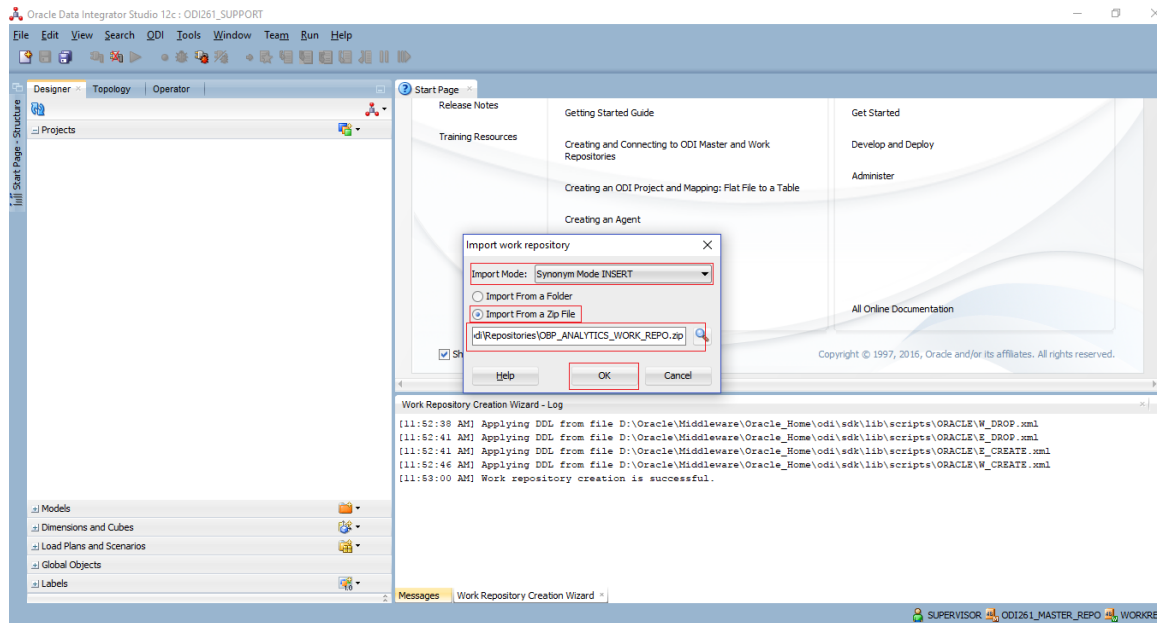 Oracle Data Integrator Studio 12c : ODI261_SUPPORT
File Edit View Search ODI Tools Window Team Run Help
Designer Topology Operator
Start Page
Start Page - Structure
Projects
Models
Dimensions and Cubes
Load Plans and Scenarios
Global Objects
Labels
Release Notes
Training Resources
Getting Started Guide
Creating and Connecting to ODI Master and Work
Repositories
Creating an ODI Project and Mapping: Flat File to a Table
Creating an Agent
Get Started
Develop and Deploy
Administer
All Online Documentation
Sh
Copyright © 1997, 2016, Oracle and/or its affiliates. All rights reserved.
Import work repository
Import Mode: Synonym Mode INSERT
Import From a Folder
Import From a Zip File
di\Repositories\OBP_ANALYTICS_WORK_REPO.zip
Help OK Cancel
Work Repository Creation Wizard - Log
[11:52:38 AM] Applying DDL from file D:\Oracle\Middleware\Oracle_Home\odi\sdk\lib\scripts\ORACLE\W_DROP.xml
[11:52:41 AM] Applying DDL from file D:\Oracle\Middleware\Oracle_Home\odi\sdk\lib\scripts\ORACLE\E_DROP.xml
[11:52:41 AM] Applying DDL from file D:\Oracle\Middleware\Oracle_Home\odi\sdk\lib\scripts\ORACLE\E_CREATE.xml
[11:52:46 AM] Applying DDL from file D:\Oracle\Middleware\Oracle_Home\odi\sdk\lib\scripts\ORACLE\W_CREATE.xml
[11:53:00 AM] Work repository creation is successful.
Messages Work Repository Creation Wizard
SUPERVISOR ODI261_MASTER_REPO WORKRE